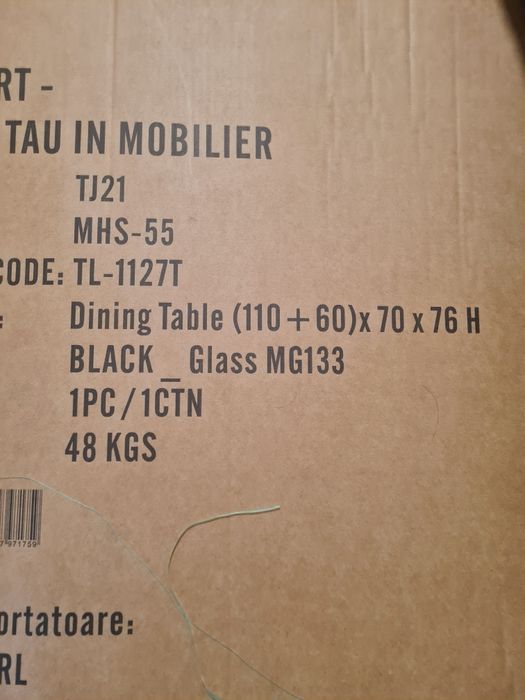 RT -
TAU IN MOBILIER
TJ21
MHS-55
CODE: TL-1127T
: Dining Table (110+60)x 70 x 76 H
BLACK _ Glass MG133
1PC/1CTN
48 KGS
7971759
ortatoare:
RL